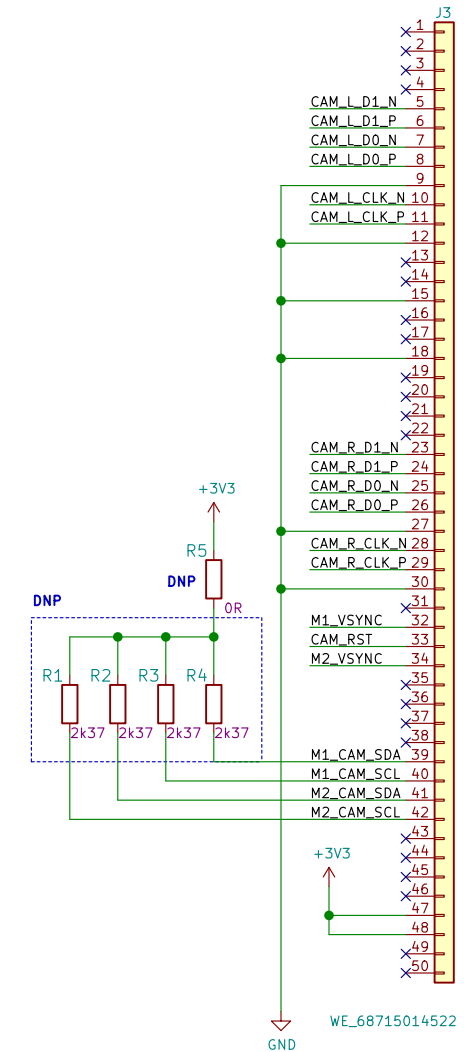 J3
1
2
3
4
CAM_L_D1_N 5
CAM_L_D1_P 6
CAM_L_D0_N 7
CAM_L_D0_P 8
9
CAM_L_CLK_N 10
CAM_L_CLK_P 11
12
13
14
15
16
17
18
19
20
21
22
CAM_R_D1_N 23
CAM_R_D1_P 24
CAM_R_D0_N 25
CAM_R_D0_P 26
27
CAM_R_CLK_N 28
CAM_R_CLK_P 29
30
31
M1_VSYNC 32
CAM_RST 33
M2_VSYNC 34
35
36
37
38
M1_CAM_SDA 39
M1_CAM_SCL 40
M2_CAM_SDA 41
M2_CAM_SCL 42
43
44
45
46
47
48
49
50
+3V3
R5
DNP
0R
DNP
R1 R2 R3 R4
2k37 2k37 2k37 2k37
+3V3
WE_68715014522
GND